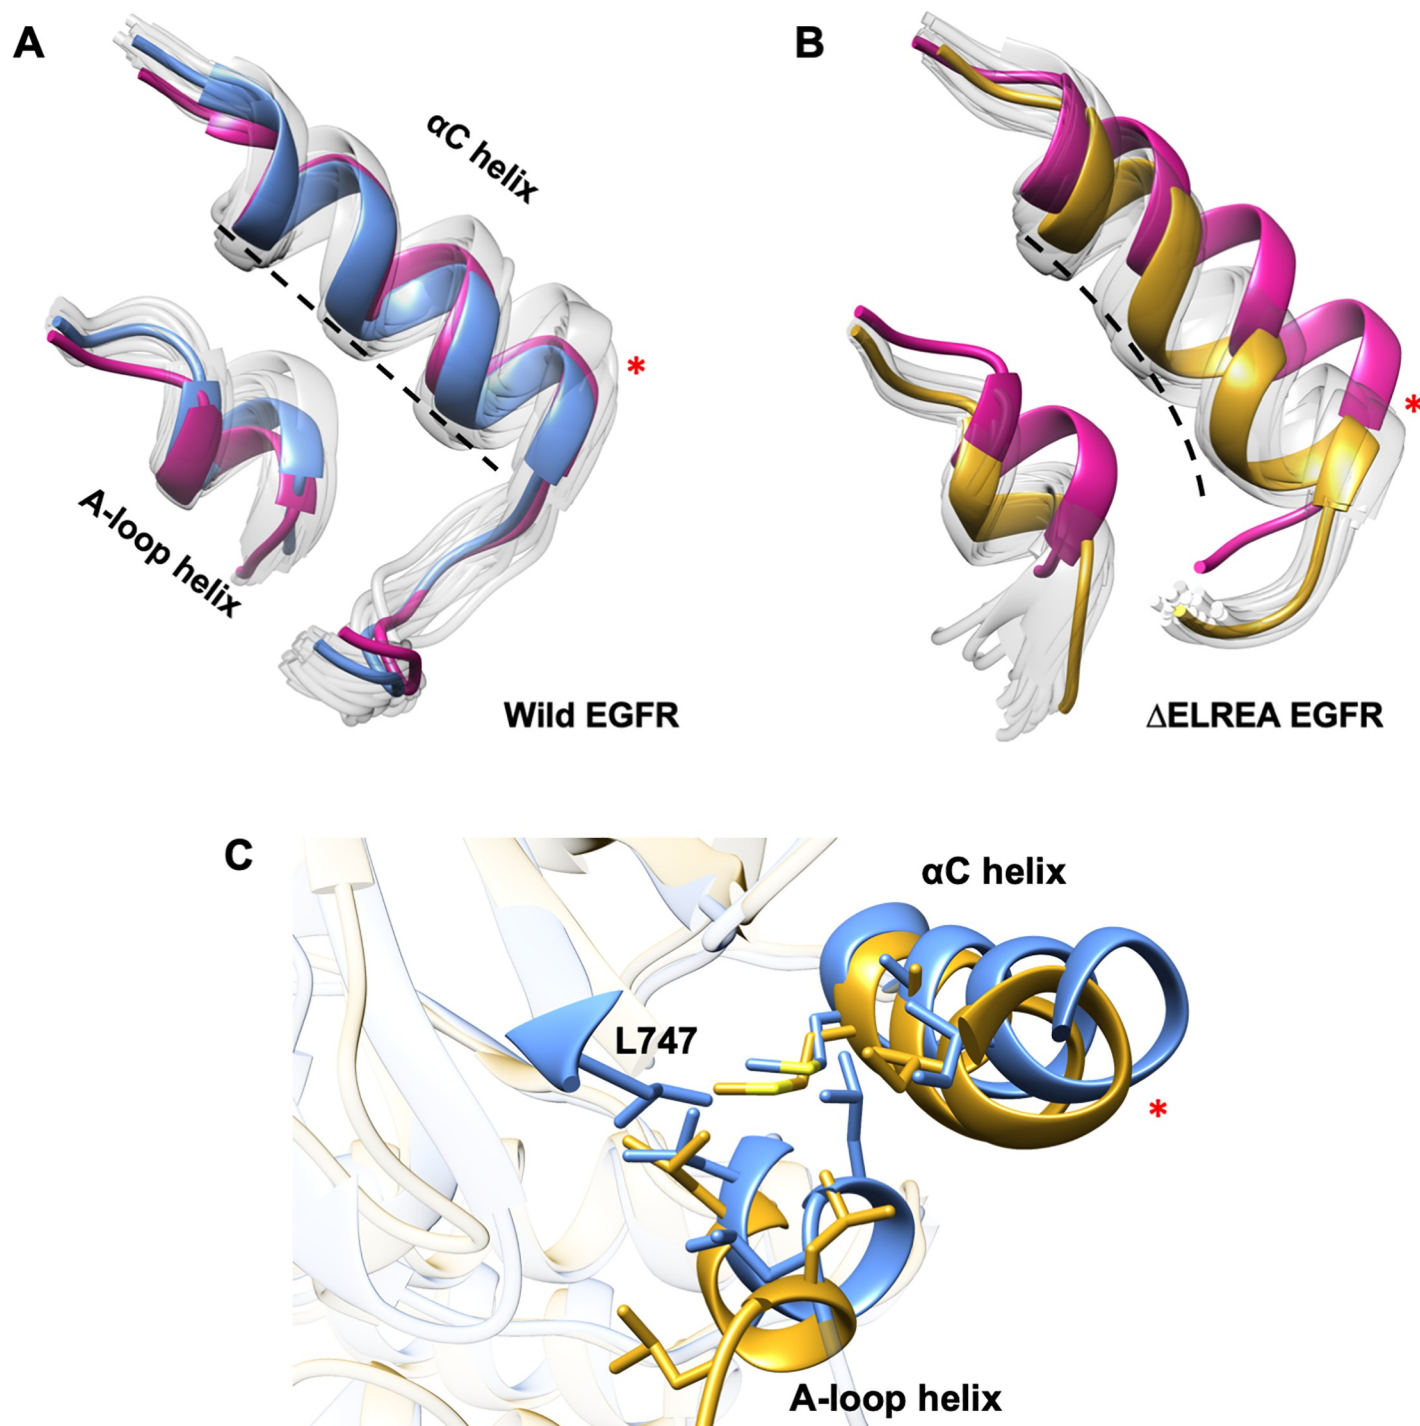 A
B
αC helix
*
*
A-loop helix
Wild EGFR
ΔELREA EGFR
C
αC helix
L747
*
A-loop helix